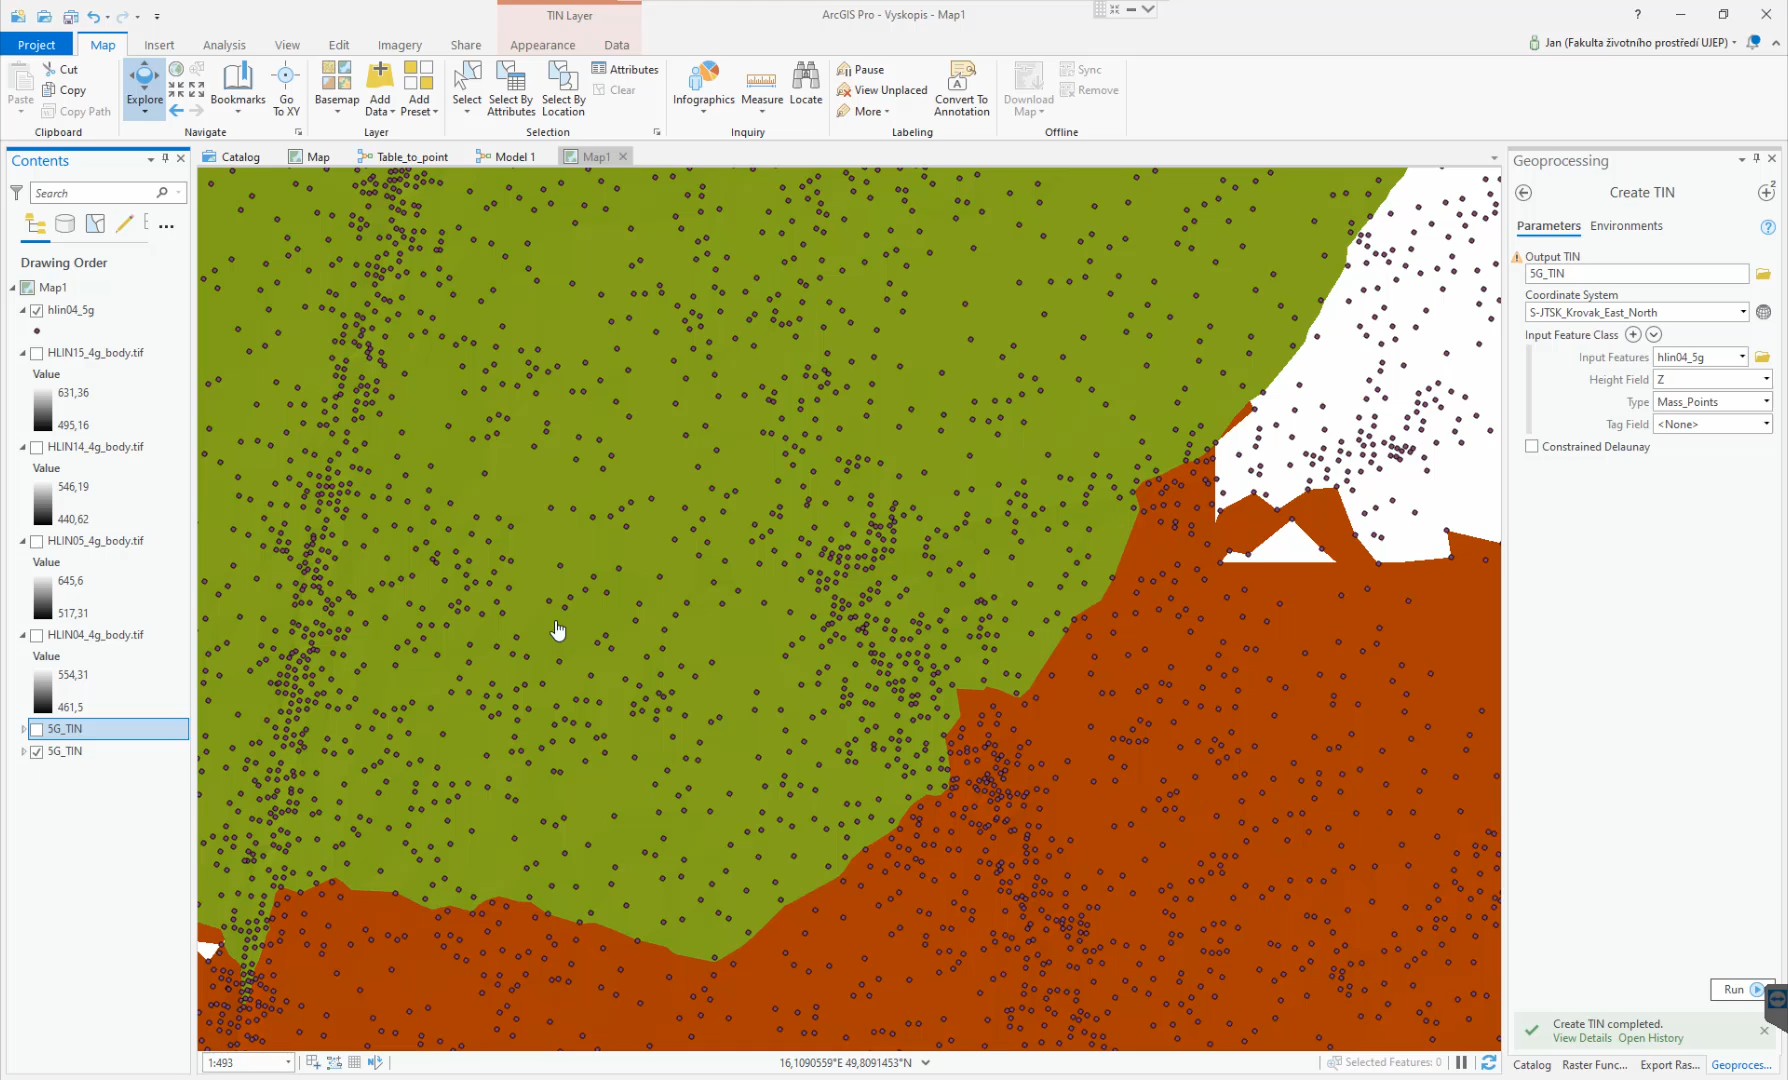 TIN Layer
ArcGIS Pro - Vyskopis - Map1
?
Project Map Insert Analysis View Edit Imagery Share Appearance Data
Jan (Fakulta životního prostředí UJEP)
Paste
Cut
Copy
Copy Path
Clipboard
Explore
Bookmarks
Go To XY
Navigate
Basemap
Add Data
Add Preset
Layer
Select
Select By Attributes
Select By Location
Attributes
Clear
Selection
Infographics
Measure
Locate
Inquiry
Pause
View Unplaced
More
Convert To Annotation
Labeling
Download Map
Sync
Remove
Offline
Contents
Search
Drawing Order
Map1
hlin04_5g
HLIN15_4g_body.tif
Value
631,36
495,16
HLIN14_4g_body.tif
Value
546,19
440,62
HLIN05_4g_body.tif
Value
645,6
517,31
HLIN04_4g_body.tif
Value
554,31
461,5
5G_TIN
5G_TIN
Catalog Map Table_to_point Model 1 Map1
1:493
16,1090559°E 49,8091453°N
Selected Features: 0
Geoprocessing
Create TIN
2
Parameters Environments
?
Output TIN
5G_TIN
Coordinate System
S-JTSK_Krovak_East_North
Input Feature Class
Input Features hlin04_5g
Height Field Z
Type Mass_Points
Tag Field <None>
Constrained Delaunay
Run
Create TIN completed.
View Details Open History
Catalog Raster Func... Export Ras... Geoproces...